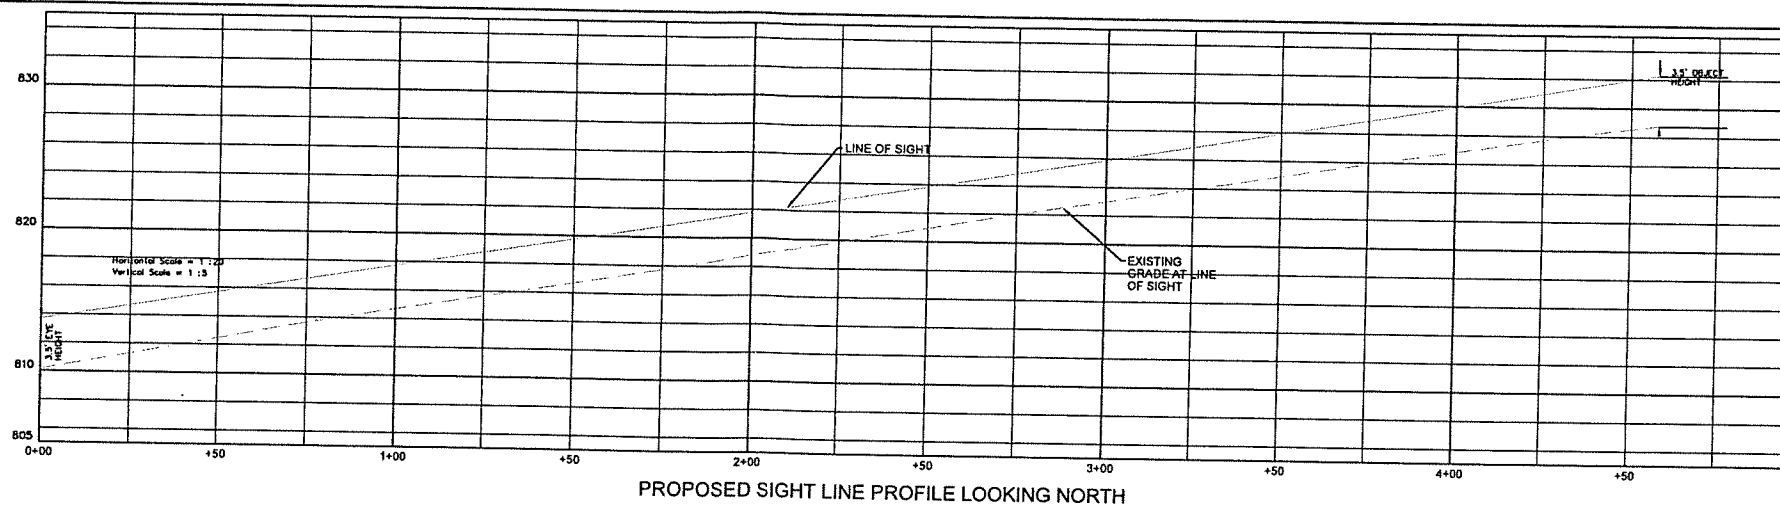 830
3.5' OBJECT
HEIGHT
LINE OF SIGHT
820
Horizontal Scale = 1 :20
Vertical Scale = 1 :5
EXISTING
GRADE AT LINE
OF SIGHT
3.5' EYE
HEIGHT
810
805
0+00 +50 1+00 +50 2+00 +50 3+00 +50 4+00 +50
PROPOSED SIGHT LINE PROFILE LOOKING NORTH